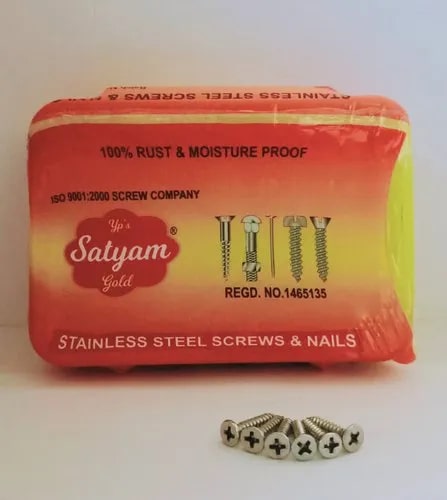 STAINLESS STEEL SCREWS &
100% RUST & MOISTURE PROOF
ISO 9001:2000 SCREW COMPANY
Yp's
Satyam ®
Gold
REGD. NO.1465135
STAINLESS STEEL SCREWS & NAILS